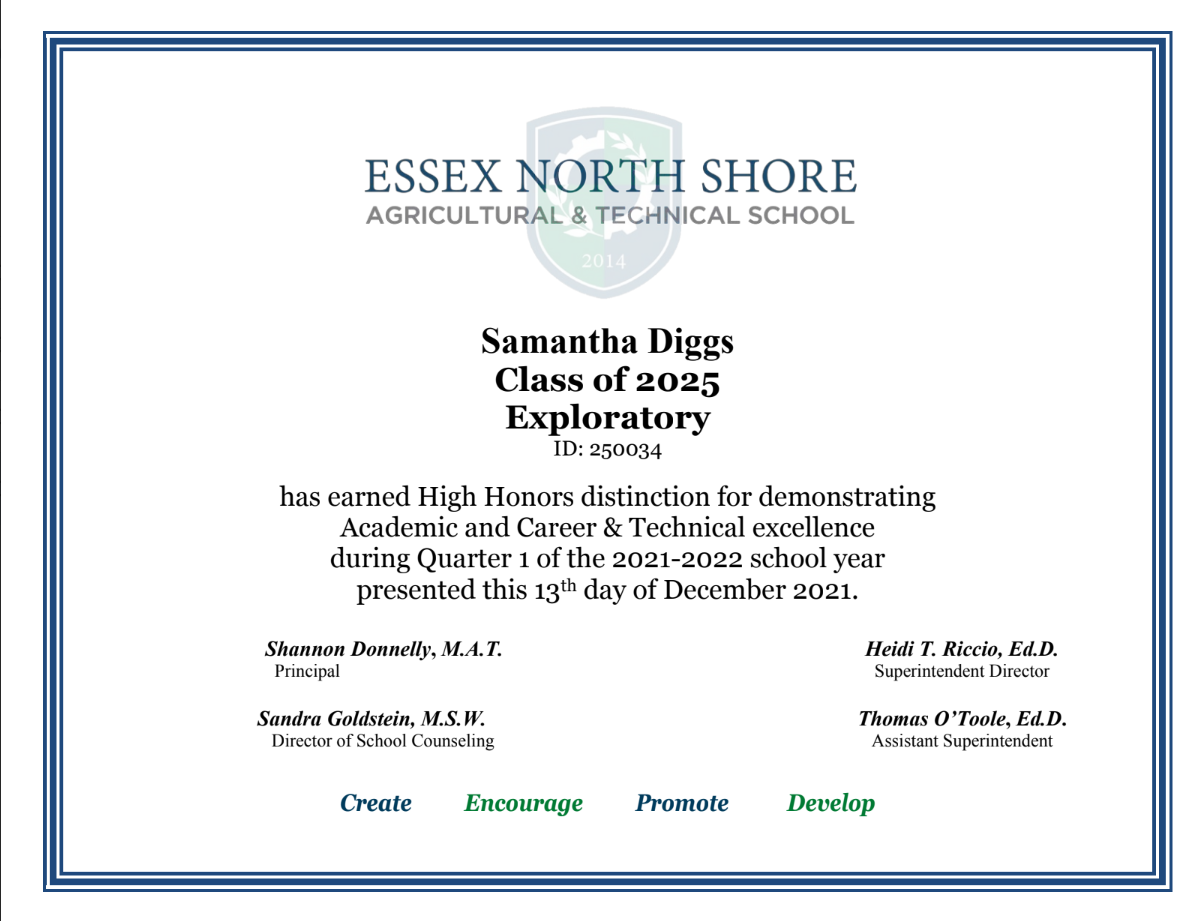 ESSEX NORTH SHORE
AGRICULTURAL & TECHNICAL SCHOOL
2014
Samantha Diggs
Class of 2025
Exploratory
ID: 250034
has earned High Honors distinction for demonstrating
Academic and Career & Technical excellence
during Quarter 1 of the 2021-2022 school year
presented this 13th day of December 2021.
Shannon Donnelly, M.A.T.
Principal
Heidi T. Riccio, Ed.D.
Superintendent Director
Sandra Goldstein, M.S.W.
Director of School Counseling
Thomas O’Toole, Ed.D.
Assistant Superintendent
Create Encourage Promote Develop